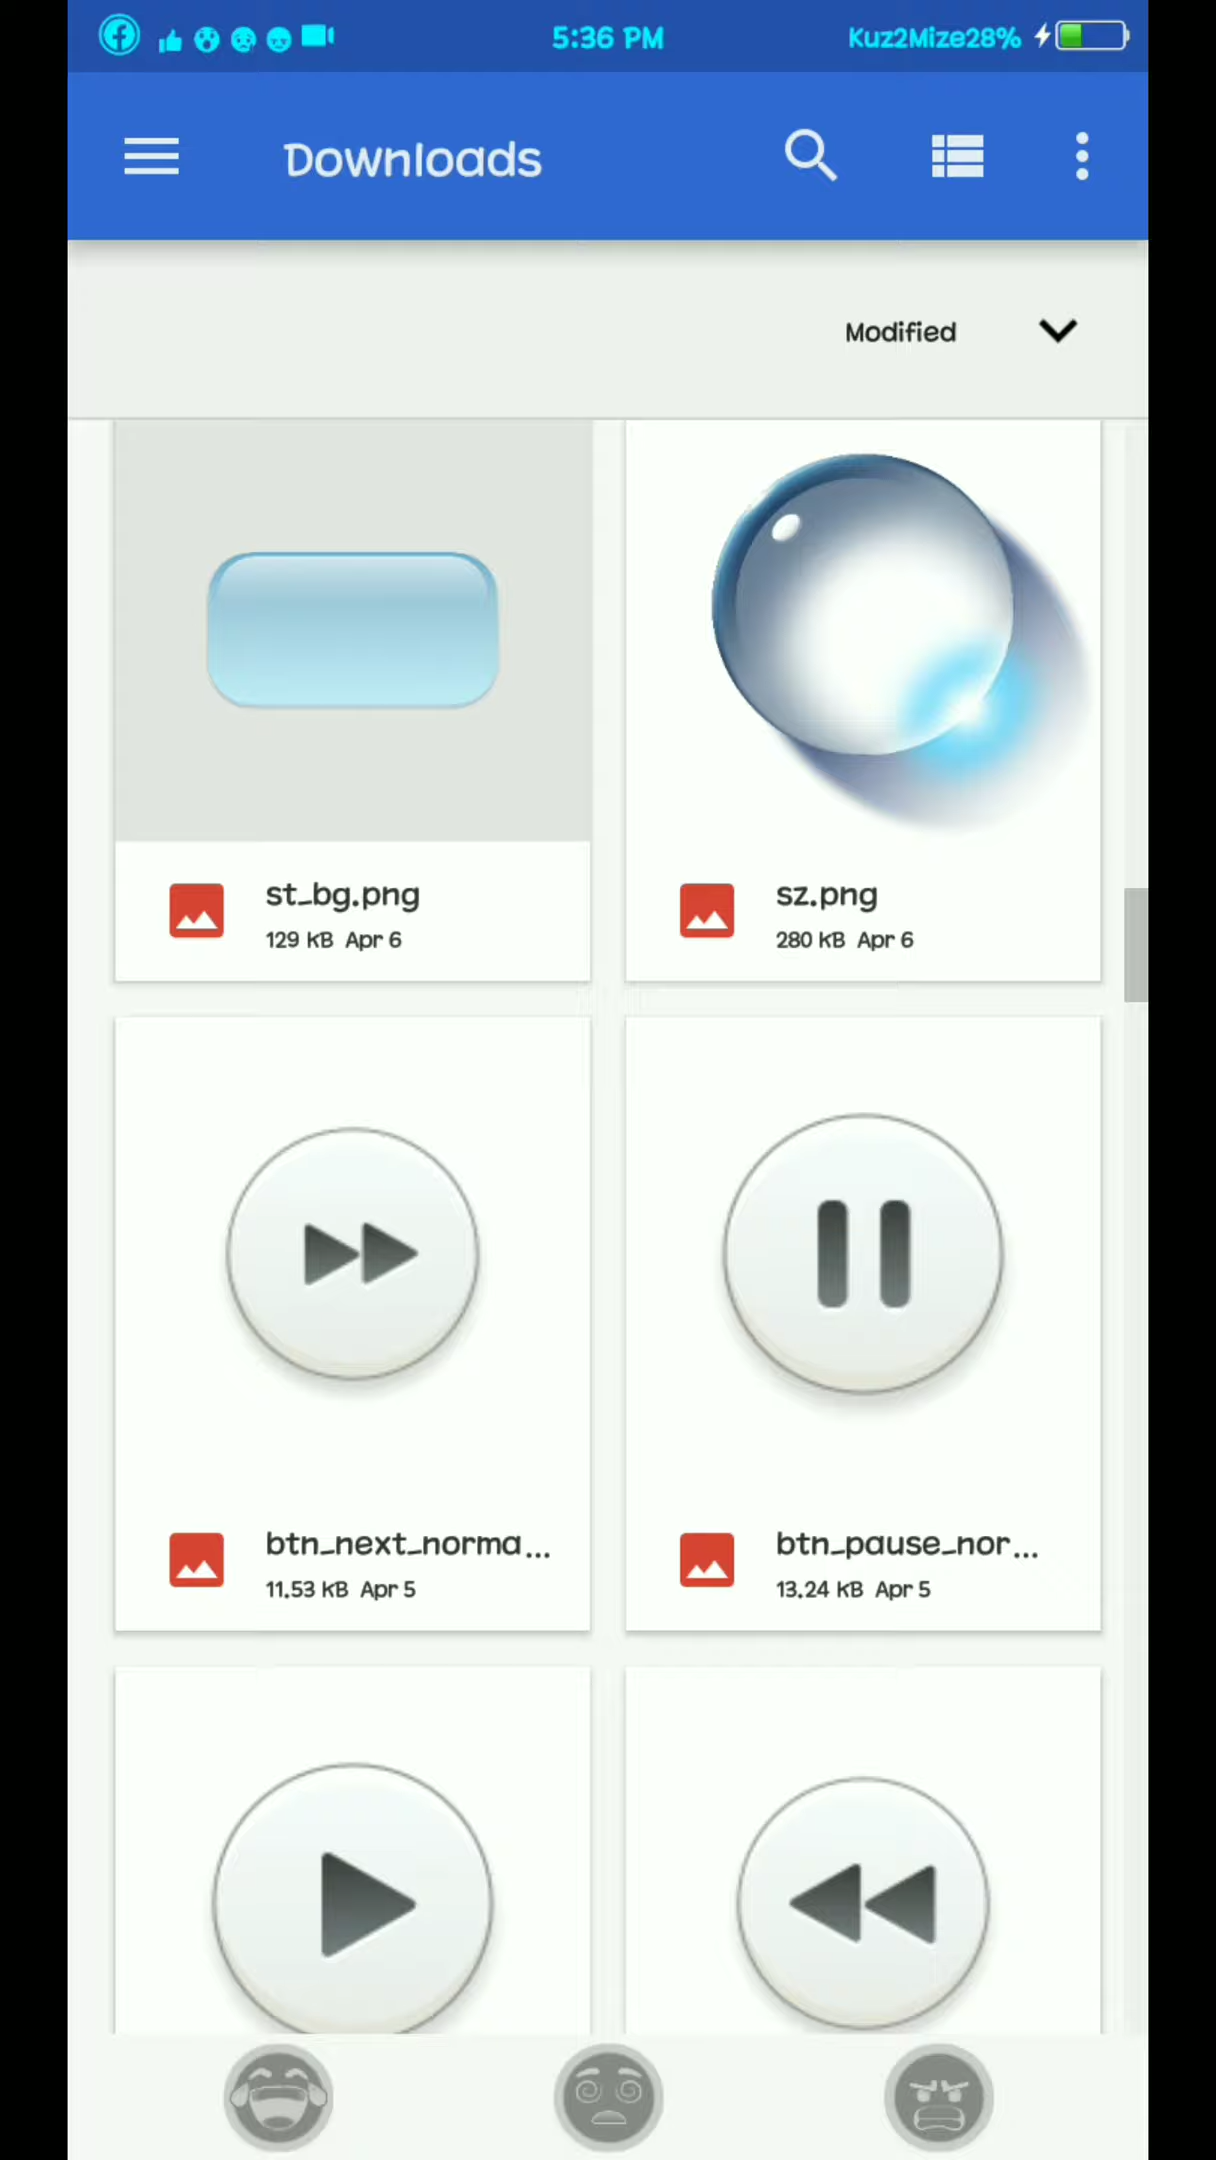 5:36 PM
Kuz2Mize28%
Downloads
Modified
st_bg.png
129 KB Apr 6
sz.png
280 KB Apr 6
btn_next_norma...
11.53 KB Apr 5
btn_pause_nor...
13.24 KB Apr 5